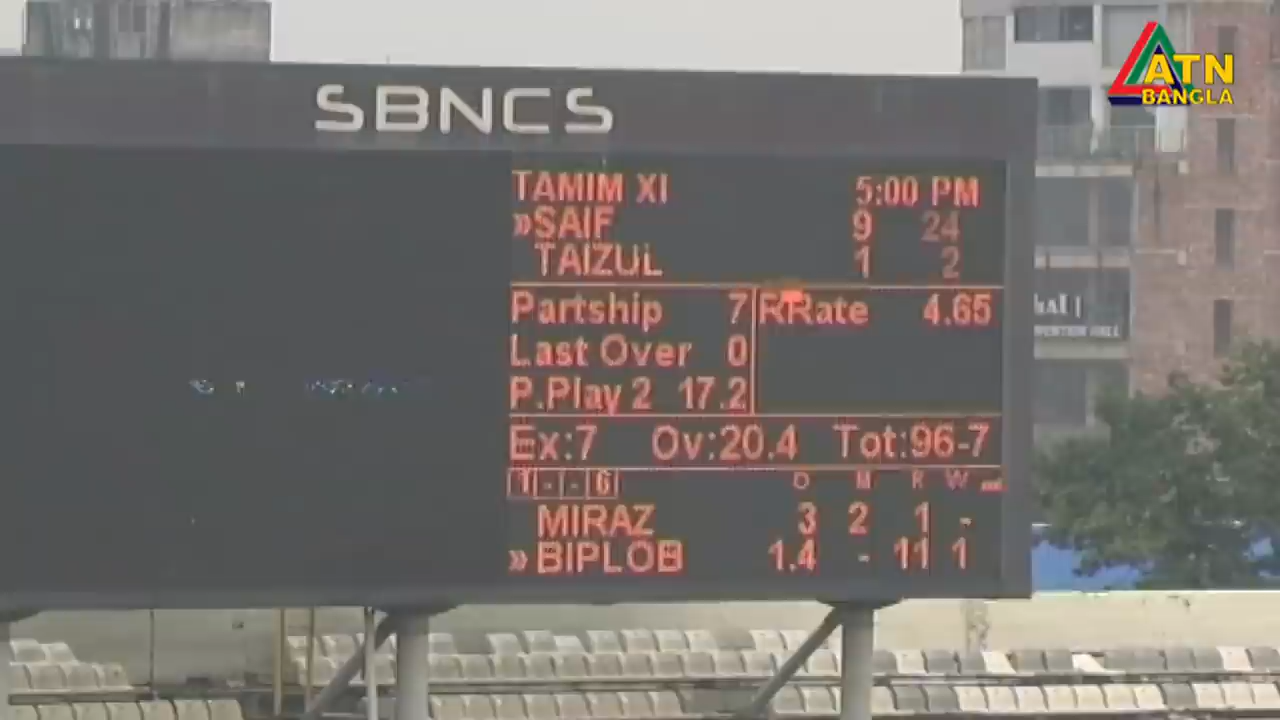 ATN
BANGLA
SBNCS
TAMIM XI 5:00 PM
»SAIF 9 24
TAIZUL 1 2
Partship 7 RRate 4.65
Last Over 0
P.Play 2 17.2
Ex:7 Ov:20.4 Tot:96-7
1 - - 6 O M R W
MIRAZ 3 2 1 -
» BIPLOB 1.4 - 11 1